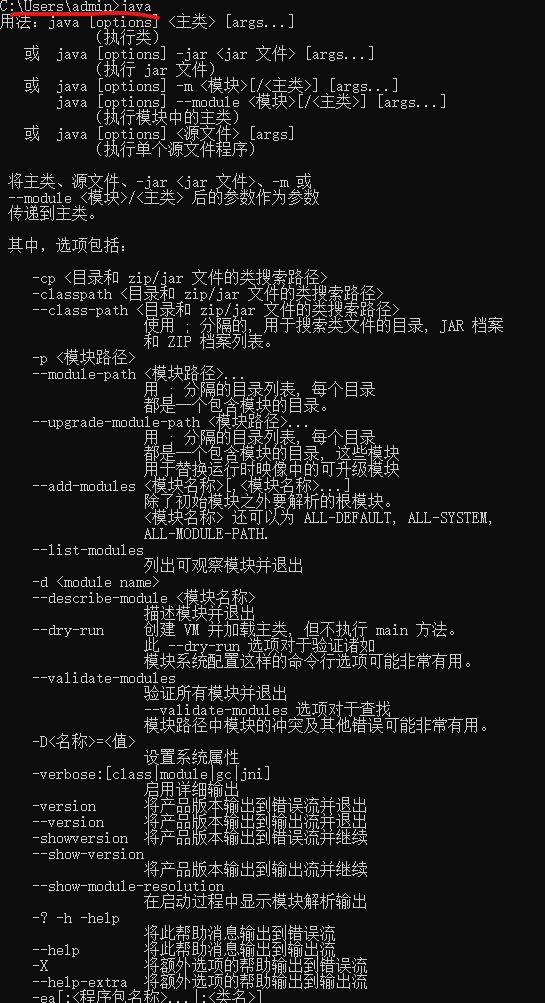 C:\Users\admin>java
用法: java [options] <主类> [args...]
(执行类)
或 java [options] -jar <jar 文件> [args...]
(执行 jar 文件)
或 java [options] -m <模块>[/<主类>] [args...]
java [options] --module <模块>[/<主类>] [args...]
(执行模块中的主类)
或 java [options] <源文件> [args]
(执行单个源文件程序)
将主类、源文件、-jar <jar 文件>、-m 或
--module <模块>/<主类> 后的参数作为参数
传递到主类。
其中，选项包括:
-cp <目录和 zip/jar 文件的类搜索路径>
-classpath <目录和 zip/jar 文件的类搜索路径>
--class-path <目录和 zip/jar 文件的类搜索路径>
使用 ; 分隔的, 用于搜索类文件的目录, JAR 档案
和 ZIP 档案列表。
-p <模块路径>
--module-path <模块路径>...
用 ; 分隔的目录列表, 每个目录
都是一个包含模块的目录。
--upgrade-module-path <模块路径>...
用 ; 分隔的目录列表, 每个目录
都是一个包含模块的目录, 这些模块
用于替换运行时映像中的可升级模块
--add-modules <模块名称>[,<模块名称>...]
除了初始模块之外要解析的根模块。
<模块名称> 还可以为 ALL-DEFAULT, ALL-SYSTEM,
ALL-MODULE-PATH.
--list-modules
列出可观察模块并退出
-d <module name>
--describe-module <模块名称>
描述模块并退出
--dry-run 创建 VM 并加载主类, 但不执行 main 方法。
此 --dry-run 选项对于验证诸如
模块系统配置这样的命令行选项可能非常有用。
--validate-modules
验证所有模块并退出
--validate-modules 选项对于查找
模块路径中模块的冲突及其他错误可能非常有用。
-D<名称>=<值>
设置系统属性
-verbose:[class|module|gc|jni]
启用详细输出
-version 将产品版本输出到错误流并退出
--version 将产品版本输出到输出流并退出
-showversion 将产品版本输出到错误流并继续
--show-version
将产品版本输出到输出流并继续
--show-module-resolution
在启动过程中显示模块解析输出
-? -h -help
将此帮助消息输出到错误流
--help 将此帮助消息输出到输出流
-X 将额外选项的帮助输出到错误流
--help-extra 将额外选项的帮助输出到输出流
-ea[:<程序包名称>...|:<类名>]